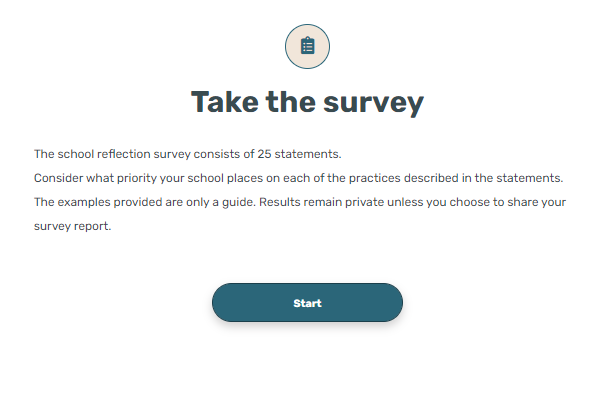 Take the survey
The school reflection survey consists of 25 statements.
Consider what priority your school places on each of the practices described in the statements.
The examples provided are only a guide. Results remain private unless you choose to share your
survey report.
Start